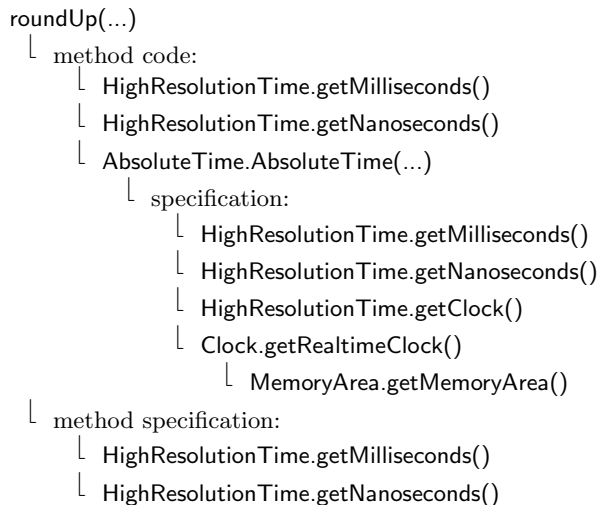 roundUp(...)
method code:
HighResolutionTime.getMilliseconds()
HighResolutionTime.getNanoseconds()
AbsoluteTime.AbsoluteTime(...)
specification:
HighResolutionTime.getMilliseconds()
HighResolutionTime.getNanoseconds()
HighResolutionTime.getClock()
Clock.getRealtimeClock()
MemoryArea.getMemoryArea()
method specification:
HighResolutionTime.getMilliseconds()
HighResolutionTime.getNanoseconds()